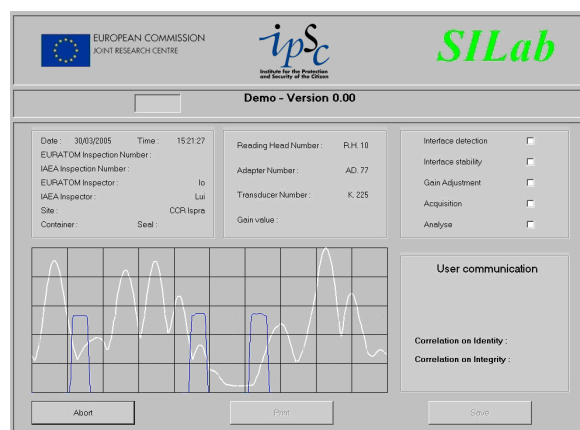 EUROPEAN COMMISSION
JOINT RESEARCH CENTRE
ipSc
Institute for the Protection
and Security of the Citizen
SILab
Demo - Version 0.00
Date : 30/03/2005 Time : 15:21:27
EURATOM Inspection Number :
IAEA Inspection Number :
EURATOM Inspector : Io
IAEA Inspector : Lui
Site : CCR Ispra
Container : Seal :
Reading Head Number : R.H. 10
Adapter Number : AD. 77
Transducer Number : K. 225
Gain value :
Interface detection
Interface stability
Gain Adjustment
Acquisition
Analyse
User communication
Correlation on Identity :
Correlation on Integrity :
Abort
Print
Save